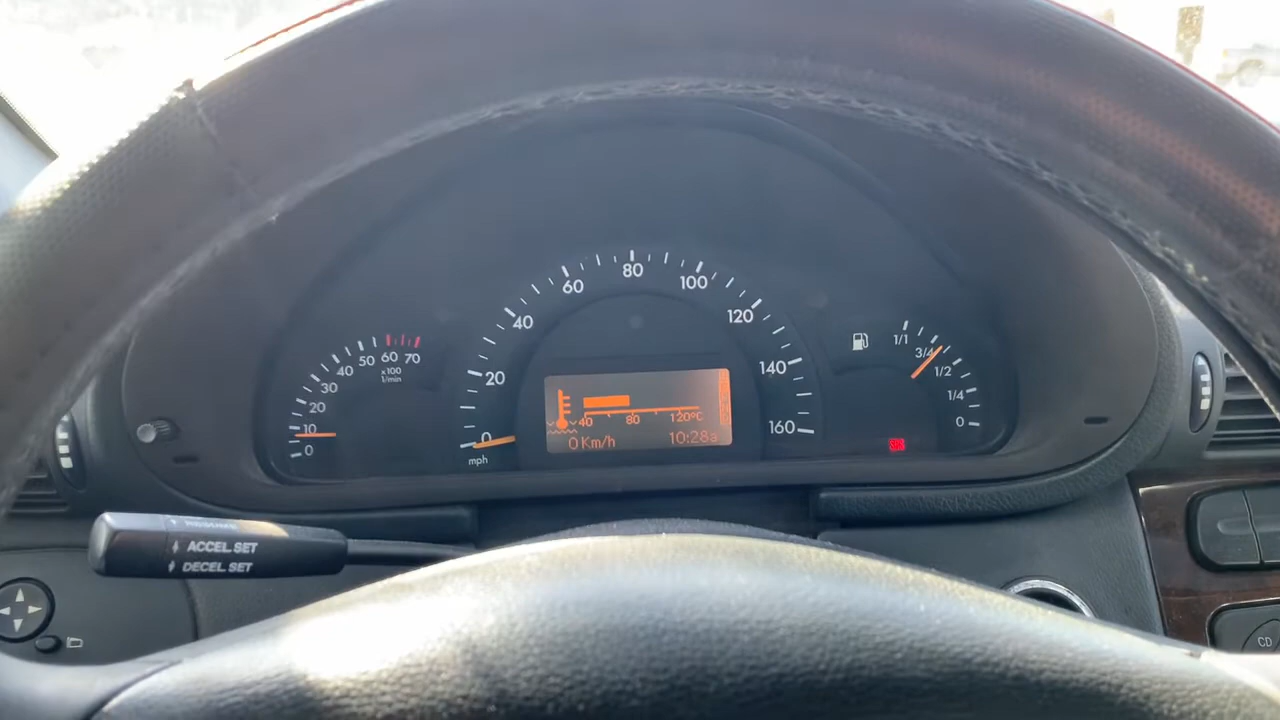 0
10
20
30
40
50
60
70
x100
1/min
0
20
40
60
80
100
120
140
160
mph
40 80 120°C
0 Km/h 10:28a
1/1
3/4
1/2
1/4
0
RESUME
ACCEL SET
DECEL SET
CD